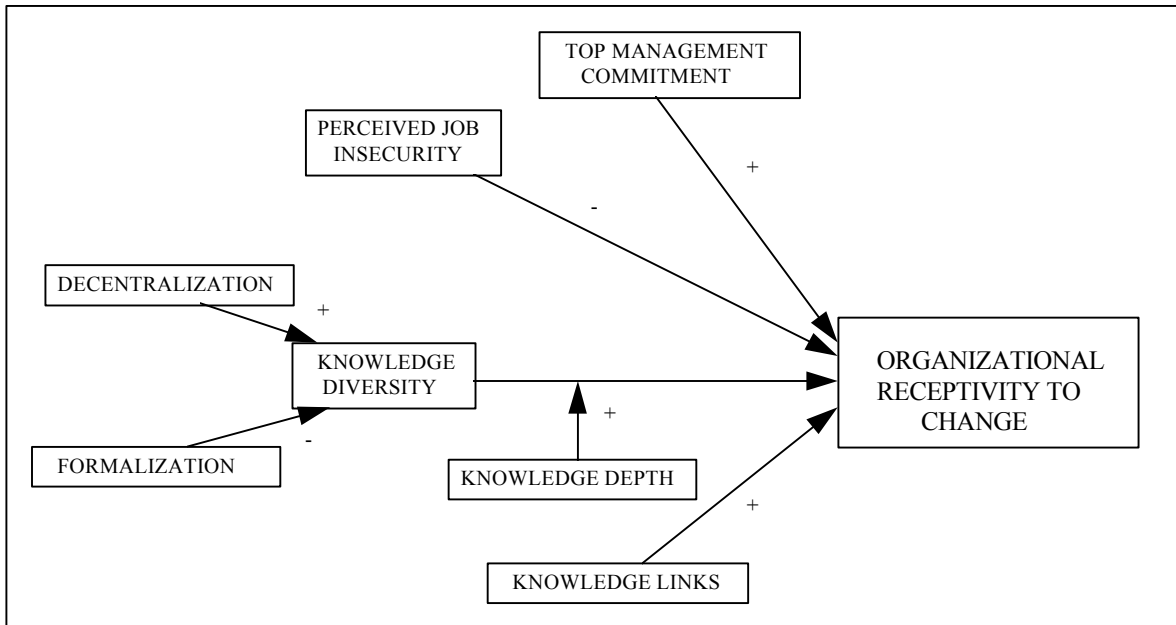 TOP MANAGEMENT
COMMITMENT
PERCEIVED JOB
INSECURITY
+
-
DECENTRALIZATION
+
KNOWLEDGE
DIVERSITY
ORGANIZATIONAL
RECEPTIVITY TO
CHANGE
+
-
FORMALIZATION
KNOWLEDGE DEPTH
+
KNOWLEDGE LINKS